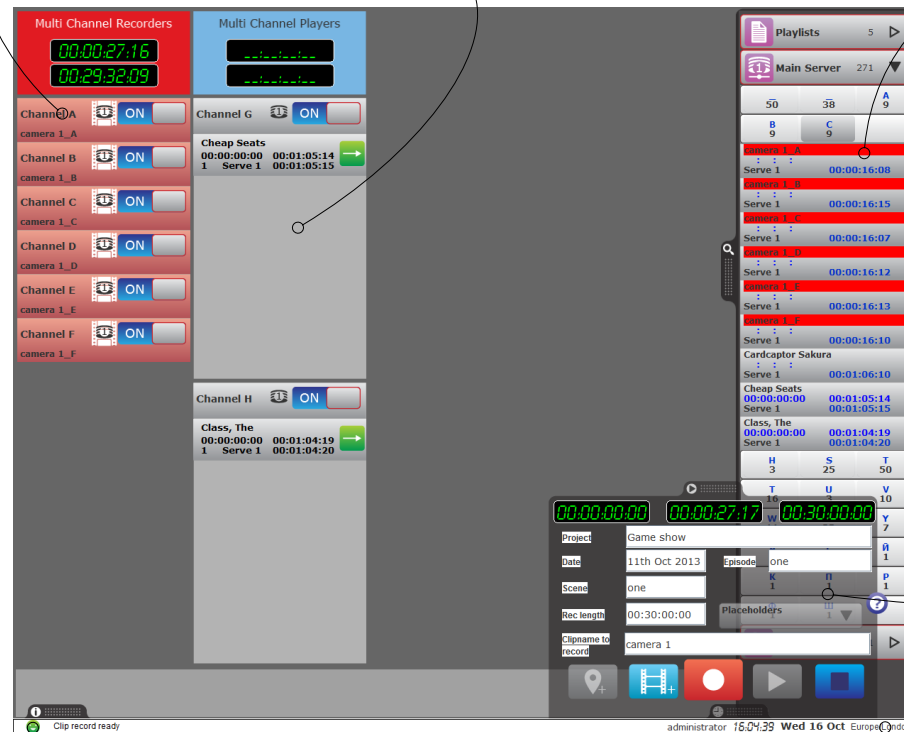 Multi Channel Recorders
00:00:27:16
00:29:32:09
Channel A ON
camera 1_A
Channel B ON
camera 1_B
Channel C ON
camera 1_C
Channel D ON
camera 1_D
Channel E ON
camera 1_E
Channel F ON
camera 1_F
Multi Channel Players
--:--:--:--
--:--:--:--
Channel G ON
Cheap Seats
00:00:00:00 00:01:05:14
1 Serve 1 00:01:05:15
Channel H ON
Class, The
00:00:00:00 00:01:04:19
1 Serve 1 00:01:04:20
Playlists 5
Main Server 271
A
50 38 9
B C
9 9
camera 1_A
: : :
Serve 1 00:00:16:08
camera 1_B
: : :
Serve 1 00:00:16:15
camera 1_C
: : :
Serve 1 00:00:16:07
camera 1_D
: : :
Serve 1 00:00:16:12
camera 1_E
: : :
Serve 1 00:00:16:13
camera 1_F
: : :
Serve 1 00:00:16:10
Cardcaptor Sakura
: : :
Serve 1 00:01:06:10
Cheap Seats
00:00:00:00 00:01:05:14
Serve 1 00:01:05:15
Class, The
00:00:00:00 00:01:04:19
Serve 1 00:01:04:20
H S T
3 25 50
T U V
16 3 10
W Y
7
Й
1
К П Р
1 1 1
Ш
1 1
00:00:00:00 00:00:27:17 00:30:00:00
Project Game show
Date 11th Oct 2013 Episode one
Scene one
Rec length 00:30:00:00 Placeholders
?
Clipname to
record camera 1
Clip record ready
administrator 16:04:39 Wed 16 Oct Europe/Londo